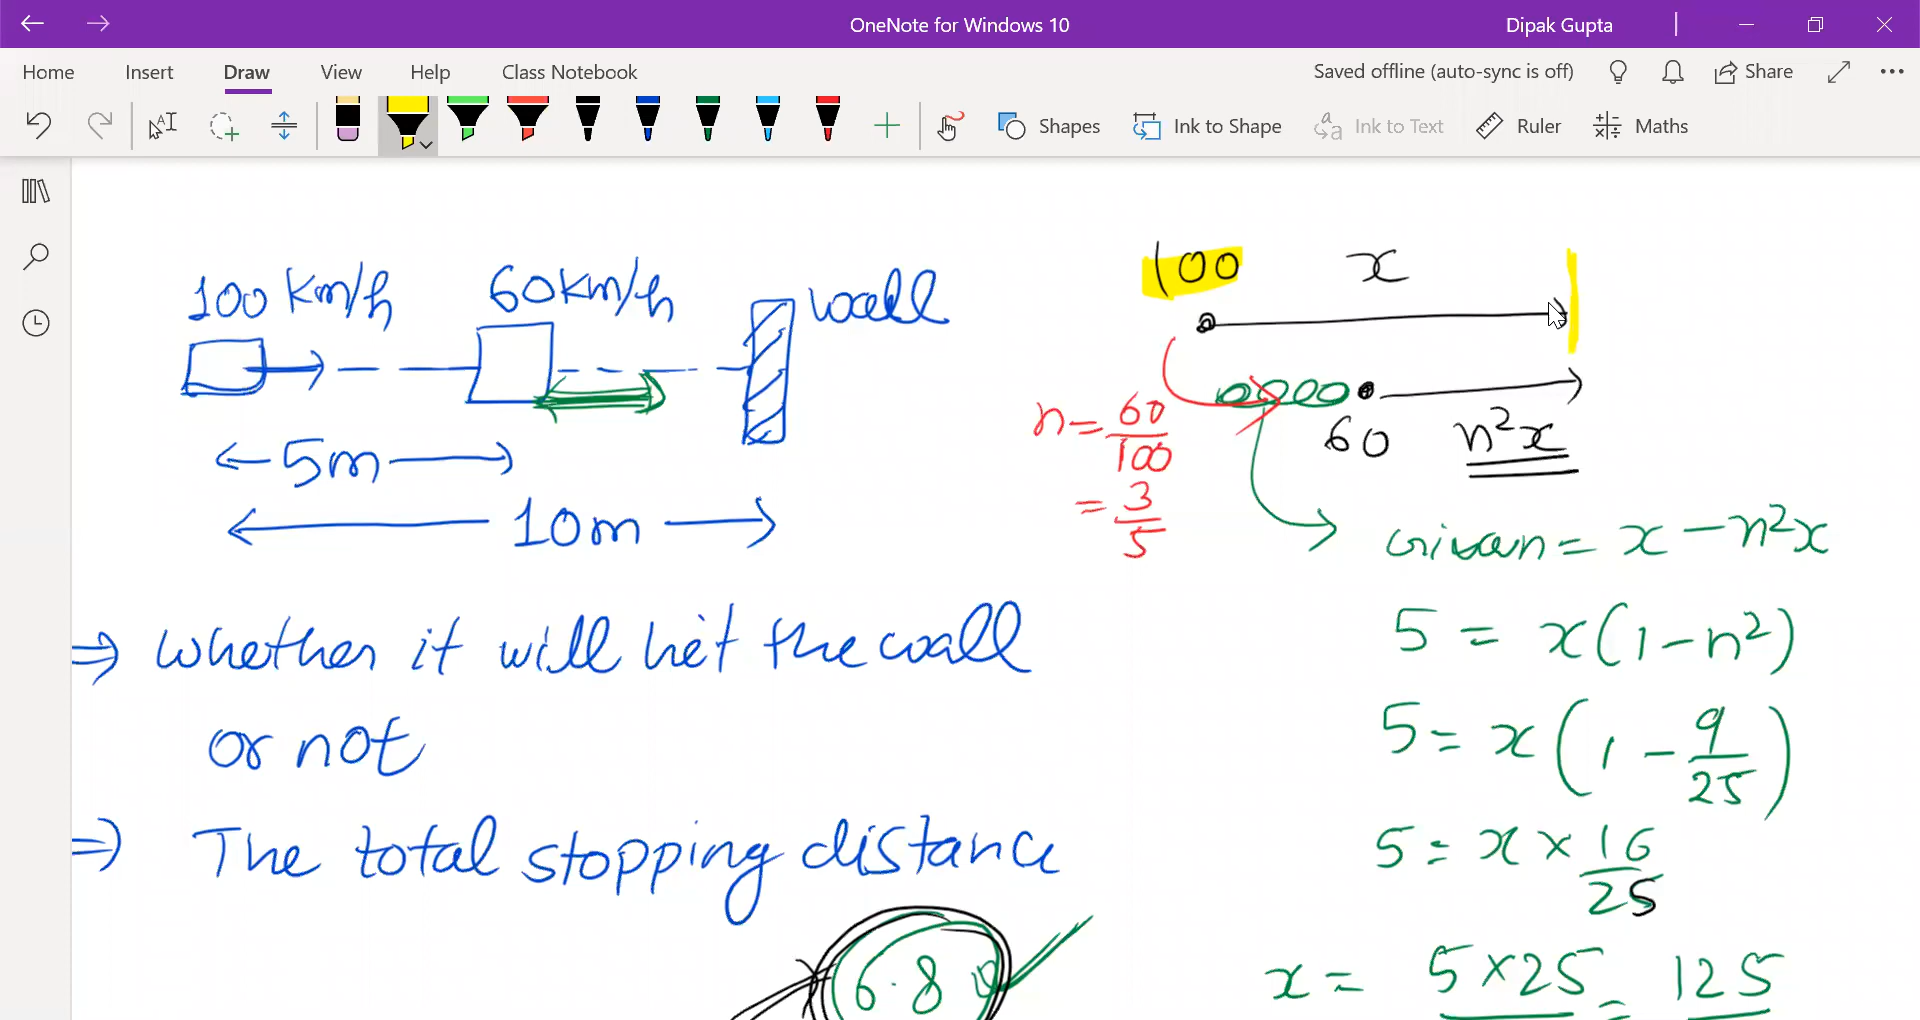 OneNote for Windows 10
Dipak Gupta
Home Insert Draw View Help Class Notebook
Saved offline (auto-sync is off) Share
Shapes Ink to Shape Ink to Text Ruler Maths
100 Km/h 60Km/h wall
5m
10m
⇒ whether it will hit the wall
or not
⇒ The total stopping distance
6.8
100 x
60 n²x
n = 60/100
= 3/5
Given = x - n²x
5 = x(1-n²)
5 = x(1 - 9/25)
5 = x × 16/25
x = 5×25 = 125